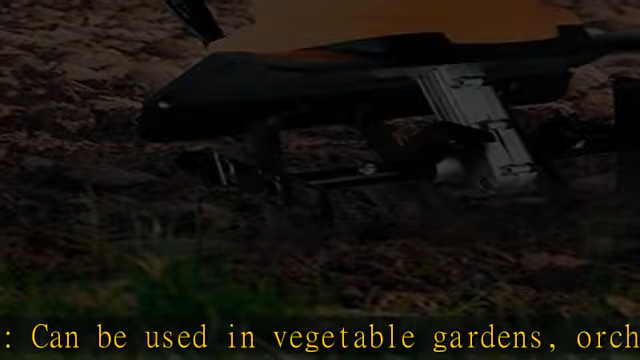 : Can be used in vegetable gardens, orch